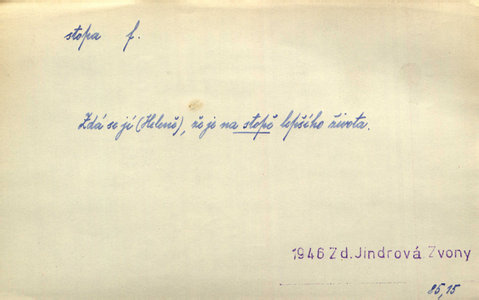 stopa f.
Zdá se jí (Heleně), že je na stopě lepšího života.
1946 Zd. Jindrová Zvony
85,15